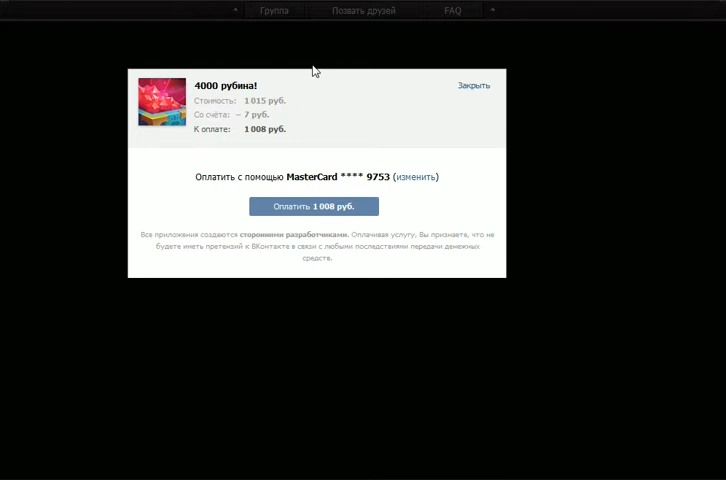 Группа Позвать друзей FAQ
4000 рубина! Закрыть
Стоимость: 1 015 руб.
Со счёта: – 7 руб.
К оплате: 1 008 руб.
Оплатить с помощью MasterCard **** 9753 (изменить)
Оплатить 1 008 руб.
Все приложения создаются сторонними разработчиками. Оплачивая услугу, Вы признаете, что не
будете иметь претензий к ВКонтакте в связи с любыми последствиями передачи денежных
средств.